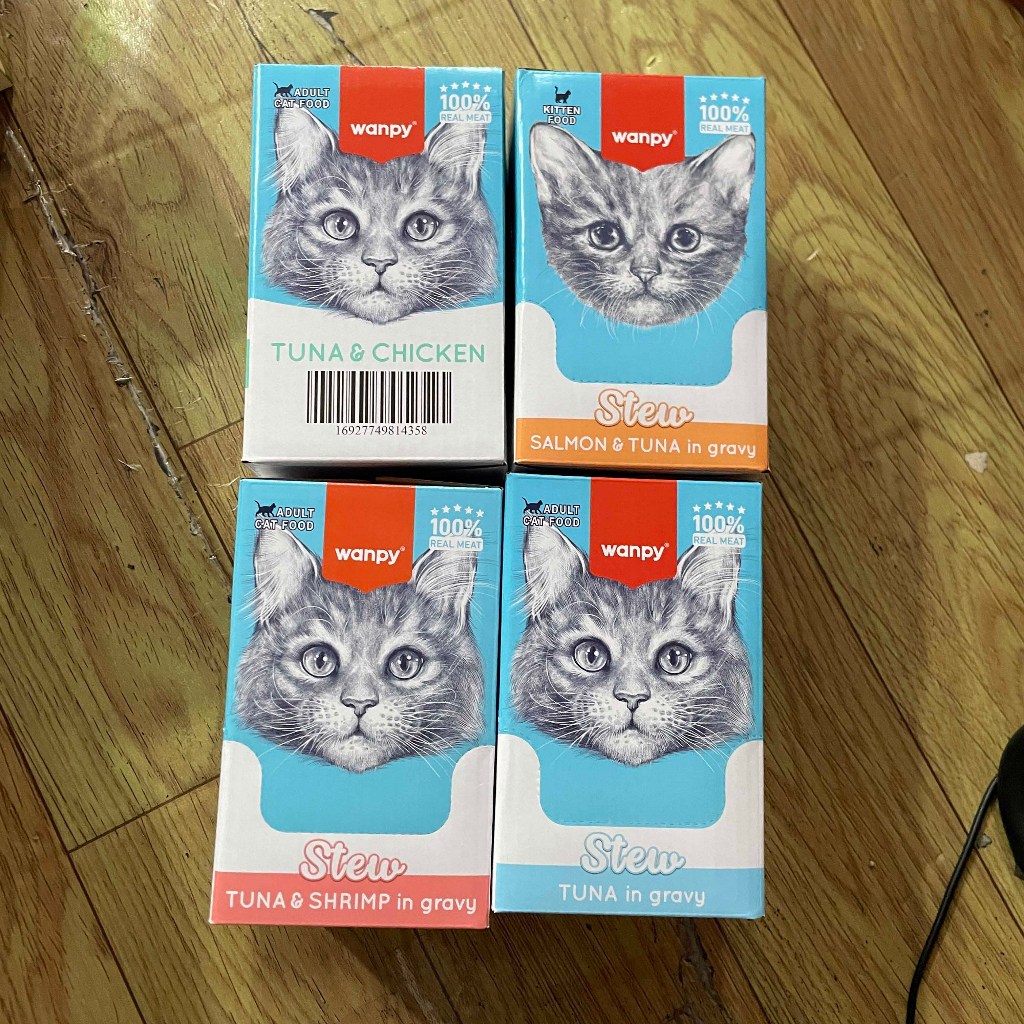 ADULT
CAT FOOD
wanpy®
100%
REAL MEAT
TUNA & CHICKEN
16927749814358
KITTEN
FOOD
wanpy®
100%
REAL MEAT
Stew
SALMON & TUNA in gravy
ADULT
CAT FOOD
wanpy®
100%
REAL MEAT
Stew
TUNA & SHRIMP in gravy
ADULT
CAT FOOD
wanpy®
100%
REAL MEAT
Stew
TUNA in gravy